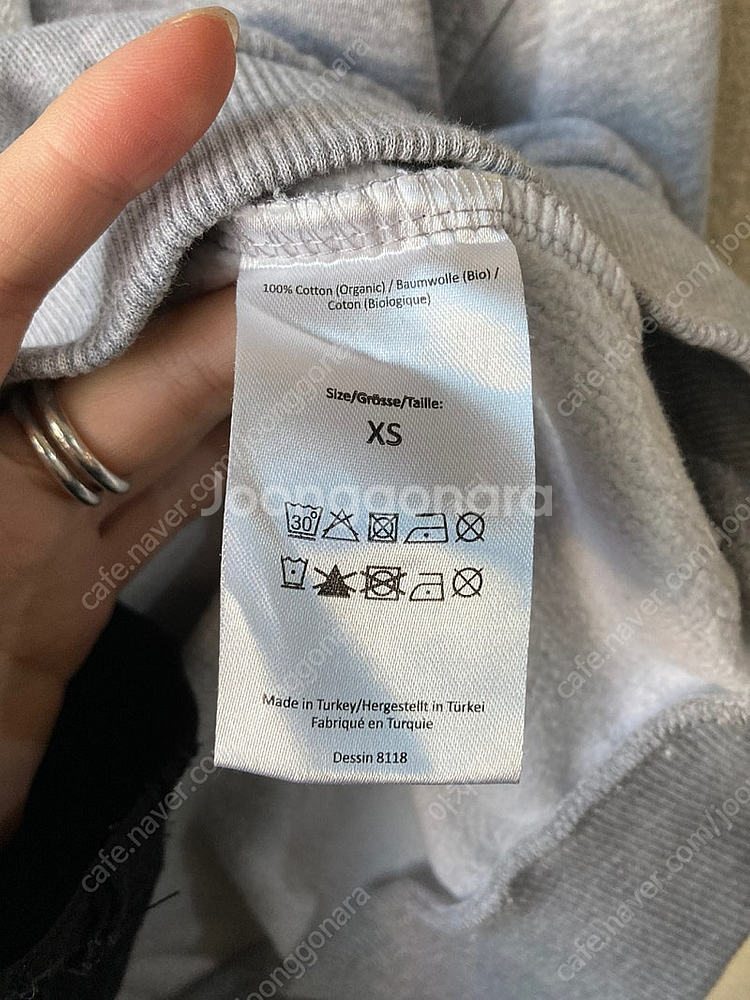 100% Cotton (Organic) / Baumwolle (Bio) /
Coton (Biologique)
Size/Grösse/Taille:
XS
30°
Made in Turkey/Hergestellt in Türkei
Fabriqué en Turquie
Dessin 8118
Joonggonara
cafe.naver.com/joonggonara